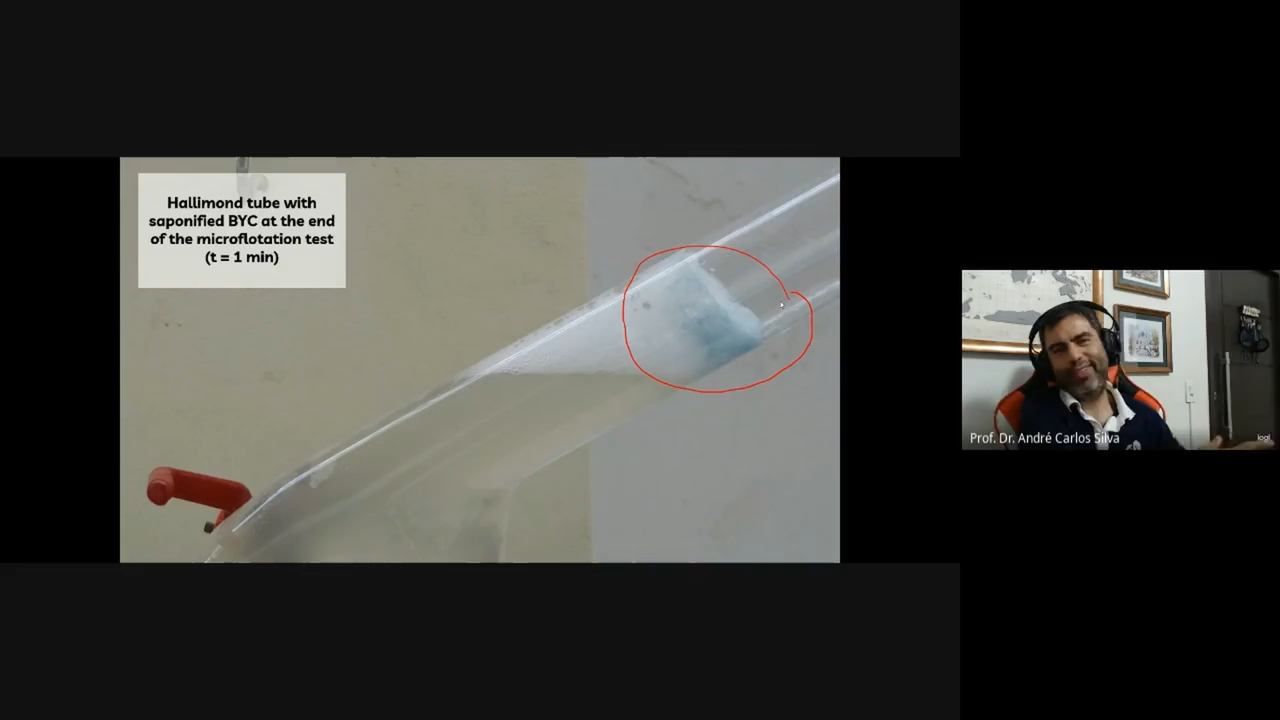 Hallimond tube with
saponified BYC at the end
of the microflotation test
(t = 1 min)
Prof. Dr. André Carlos Silva
logi